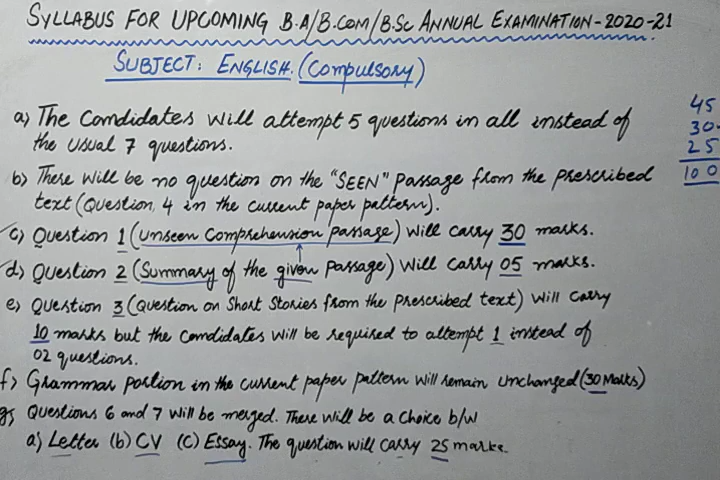 SYLLABUS FOR UPCOMING B.A/B.COM/B.SC ANNUAL EXAMINATION-2020-21
SUBJECT: ENGLISH. (Compulsory)
a) The Candidates will attempt 5 questions in all instead of
the usual 7 questions.
b) There will be no question on the "SEEN" Passage from the prescribed
text (Question, 4 in the current paper pattern).
c) Question 1 (Unseen Comprehension passage) will carry 30 marks.
d) Question 2 (Summary of the given passage) will carry 05 marks.
e) Question 3 (Question on Short Stories from the Prescribed text) will carry
10 marks but the candidates will be required to attempt 1 instead of
02 questions.
f) Grammar portion in the current paper pattern will remain unchanged (30 Marks)
g) Questions 6 and 7 will be merged. There will be a choice b/w
a) Letter (b) CV (c) Essay. The question will carry 25 marks.
45
30
25
100